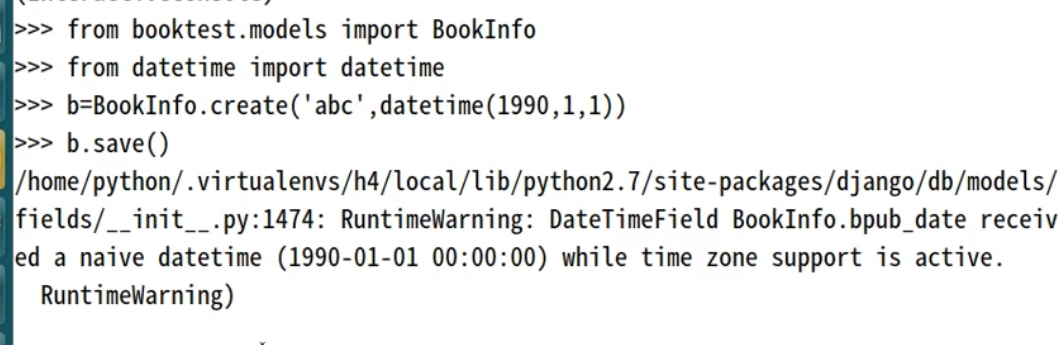 >>> from booktest.models import BookInfo
>>> from datetime import datetime
>>> b=BookInfo.create('abc',datetime(1990,1,1))
>>> b.save()
/home/python/.virtualenvs/h4/local/lib/python2.7/site-packages/django/db/models/
fields/__init__.py:1474: RuntimeWarning: DateTimeField BookInfo.bpub_date receiv
ed a naive datetime (1990-01-01 00:00:00) while time zone support is active.
  RuntimeWarning)